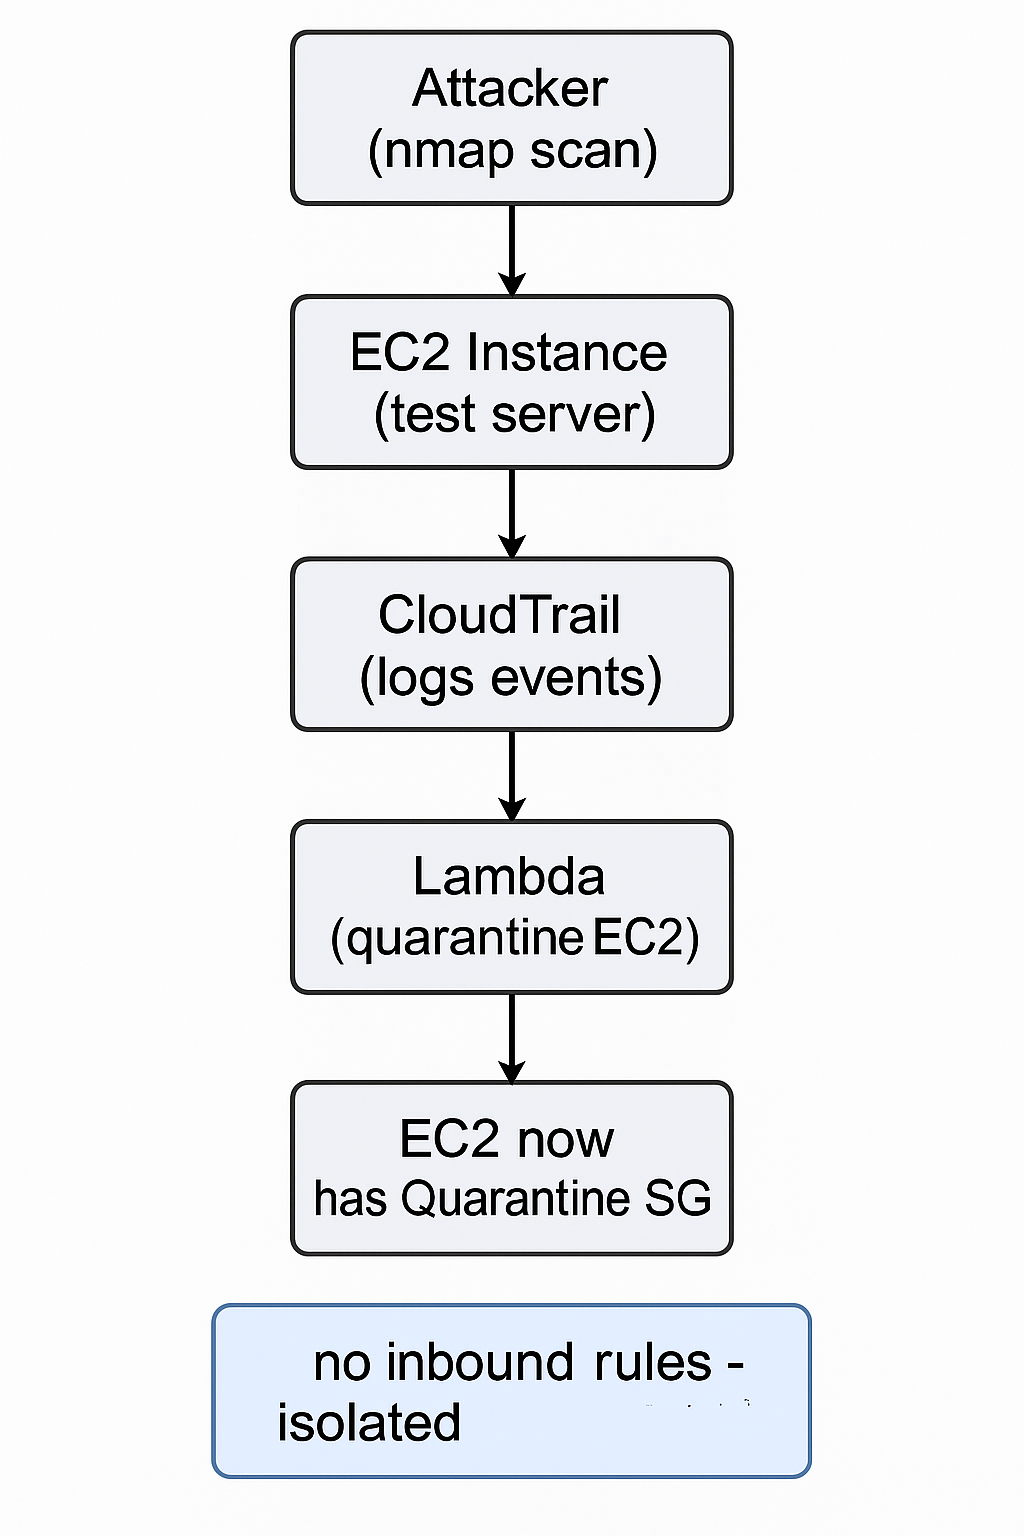 Attacker
(nmap scan)
EC2 Instance
(test server)
CloudTrail
(logs events)
Lambda
(quarantine EC2)
EC2 now
has Quarantine SG
no inbound rules -
isolated